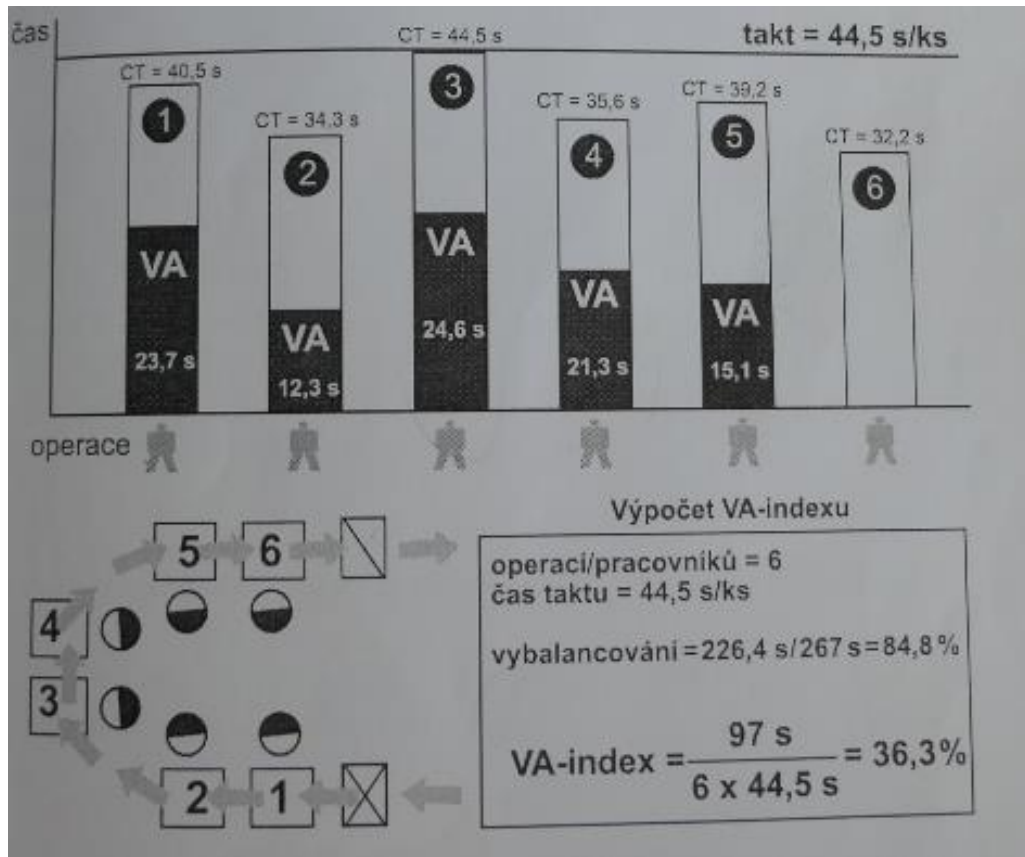 čas
takt = 44,5 s/ks
CT = 40,5 s
CT = 34,3 s
CT = 44,5 s
CT = 35,6 s
CT = 39,2 s
CT = 32,2 s
1
2
3
4
5
6
VA
23,7 s
VA
12,3 s
VA
24,6 s
VA
21,3 s
VA
15,1 s
operace
5
6
4
3
2
1
Výpočet VA-indexu
operací/pracovníků = 6
čas taktu = 44,5 s/ks
vybalancování = 226,4 s/267 s = 84,8 %
VA-index = 97 s / 6 x 44,5 s = 36,3%